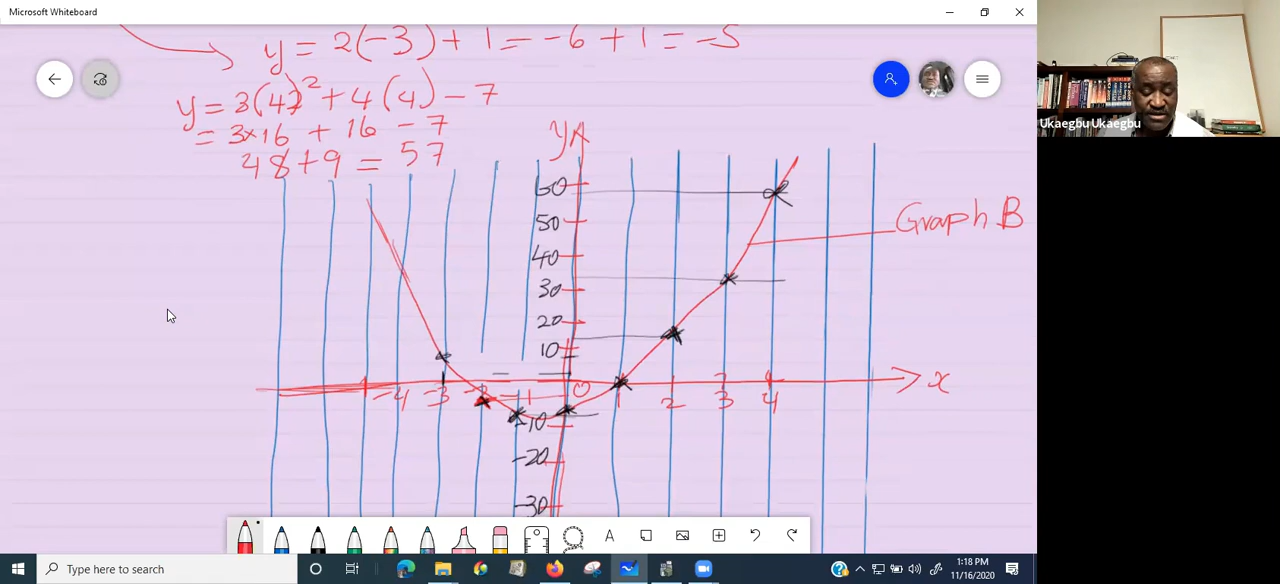 Microsoft Whiteboard
y = 2(-3) + 1 = -6 + 1 = -5
y = 3(4)² + 4(4) - 7
= 3×16 + 16 - 7
48 + 9 = 57
Ukaegbu Ukaegbu
y
60
50
40
30
20
10
Graph B
-4 -3 -2 -1 0 1 2 3 4 x
-10
-20
-30
A
Type here to search
1:18 PM
11/16/2020